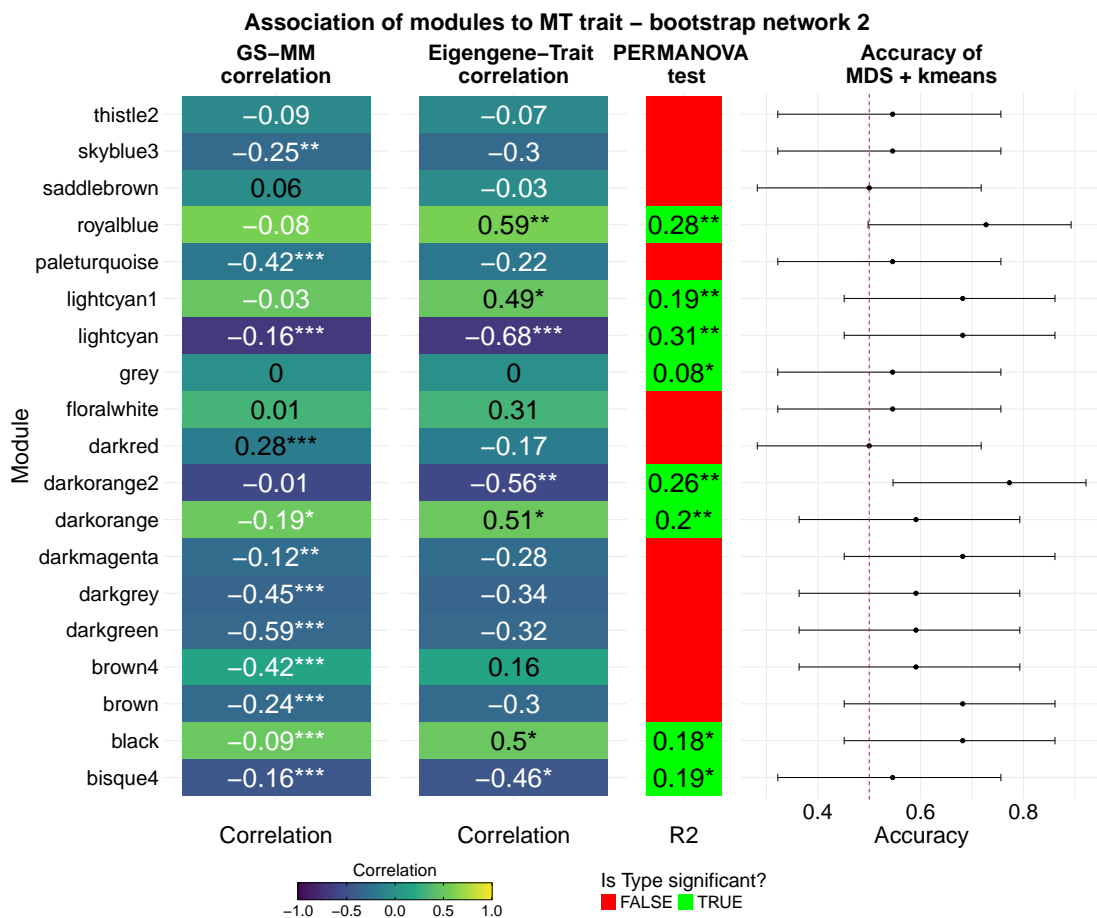 Association of modules to MT trait − bootstrap network 2
GS−MM correlation
Eigengene−Trait correlation
PERMANOVA test
Accuracy of MDS + kmeans
Module
thistle2 −0.09 −0.07
skyblue3 −0.25** −0.3
saddlebrown 0.06 −0.03
royalblue −0.08 0.59** 0.28**
paleturquoise −0.42*** −0.22
lightcyan1 −0.03 0.49* 0.19**
lightcyan −0.16*** −0.68*** 0.31**
grey 0 0 0.08*
floralwhite 0.01 0.31
darkred 0.28*** −0.17
darkorange2 −0.01 −0.56** 0.26**
darkorange −0.19* 0.51* 0.2**
darkmagenta −0.12** −0.28
darkgrey −0.45*** −0.34
darkgreen −0.59*** −0.32
brown4 −0.42*** 0.16
brown −0.24*** −0.3
black −0.09*** 0.5* 0.18*
bisque4 −0.16*** −0.46* 0.19*
0.4 0.6 0.8
Correlation Correlation R2 Accuracy
Correlation
−1.0 −0.5 0.0 0.5 1.0
Is Type significant?
FALSE TRUE